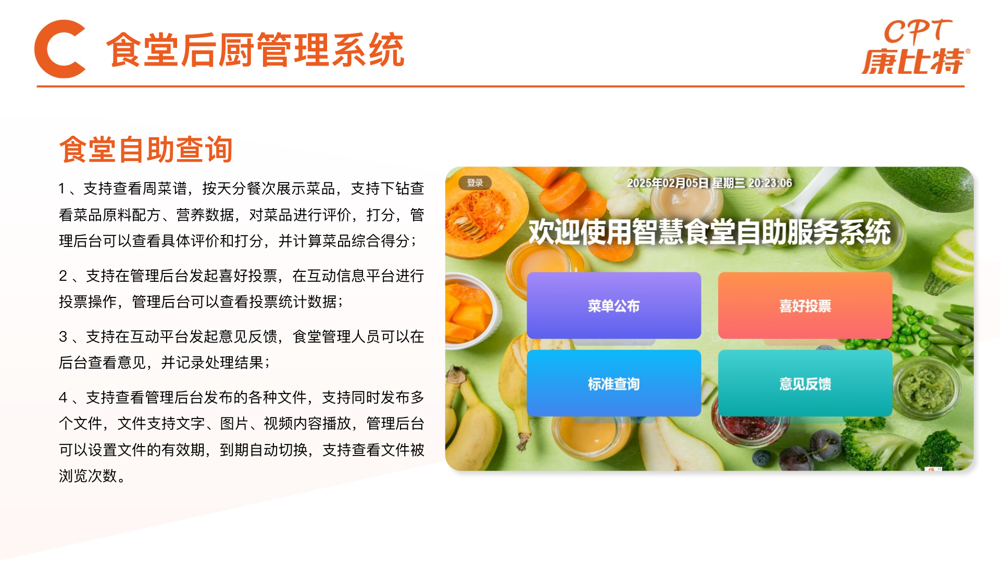 食堂后厨管理系统
CPT
康比特®
食堂自助查询
1、支持查看周菜谱，按天分餐次展示菜品，支持下钻查
看菜品原料配方、营养数据，对菜品进行评价，打分，管
理后台可以查看具体评价和打分，并计算菜品综合得分；
2、支持在管理后台发起喜好投票，在互动信息平台进行
投票操作，管理后台可以查看投票统计数据；
3、支持在互动平台发起意见反馈，食堂管理人员可以在
后台查看意见，并记录处理结果；
4、支持查看管理后台发布的各种文件，支持同时发布多
个文件，文件支持文字、图片、视频内容播放，管理后台
可以设置文件的有效期，到期自动切换，支持查看文件被
浏览次数。
登录
2025年02月05日 星期三 20:23:06
欢迎使用智慧食堂自助服务系统
菜单公布
喜好投票
标准查询
意见反馈